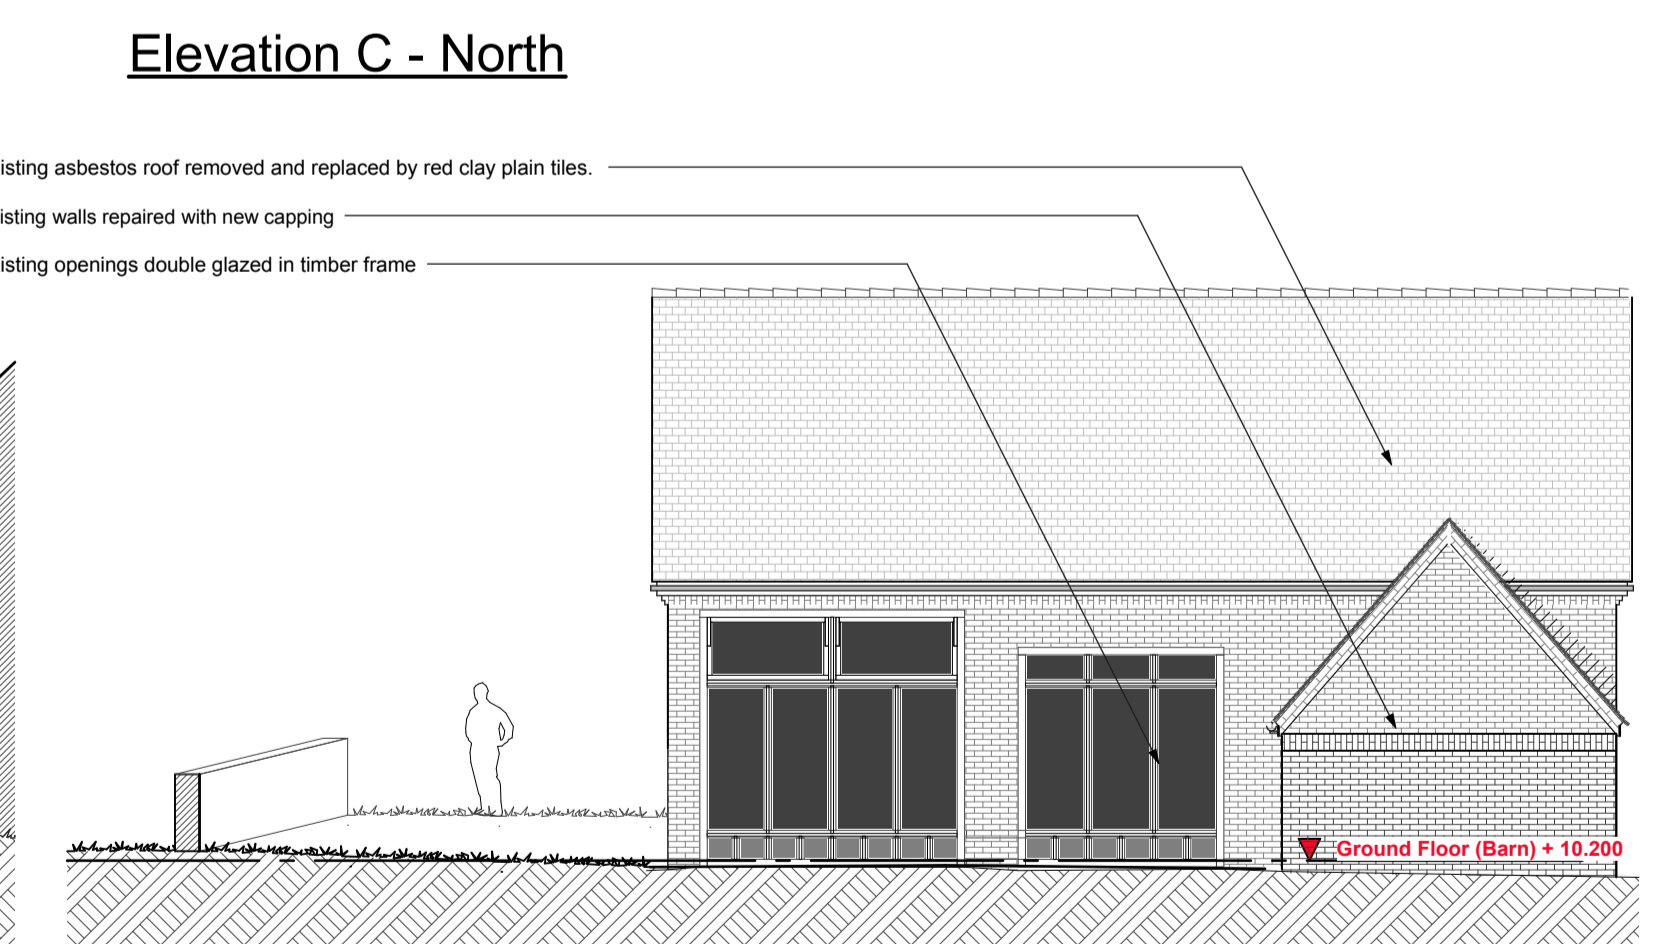 Elevation C - North
isting asbestos roof removed and replaced by red clay plain tiles.
isting walls repaired with new capping
isting openings double glazed in timber frame
Ground Floor (Barn) + 10.200